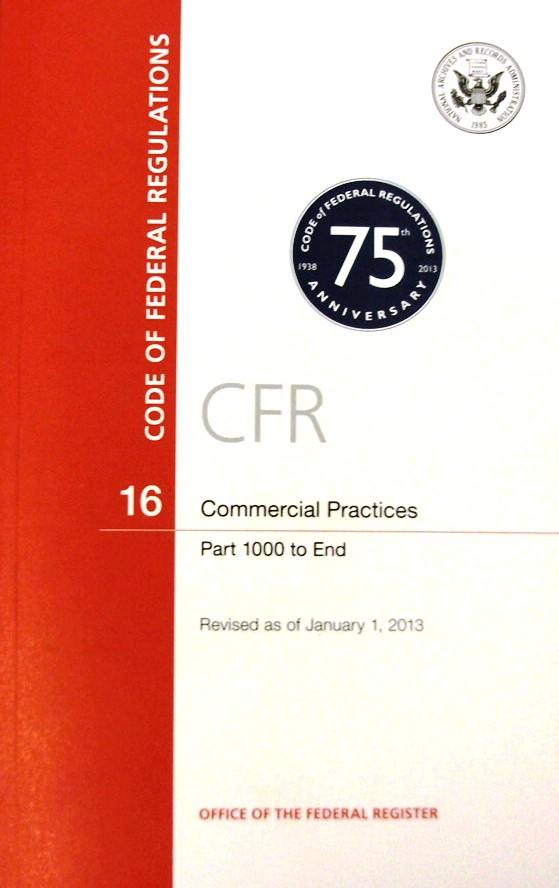 CODE OF FEDERAL REGULATIONS
NATIONAL ARCHIVES AND RECORDS ADMINISTRATION
1985
CODE of FEDERAL REGULATIONS
75th
1938
2013
ANNIVERSARY
CFR
16
Commercial Practices
Part 1000 to End
Revised as of January 1, 2013
OFFICE OF THE FEDERAL REGISTER